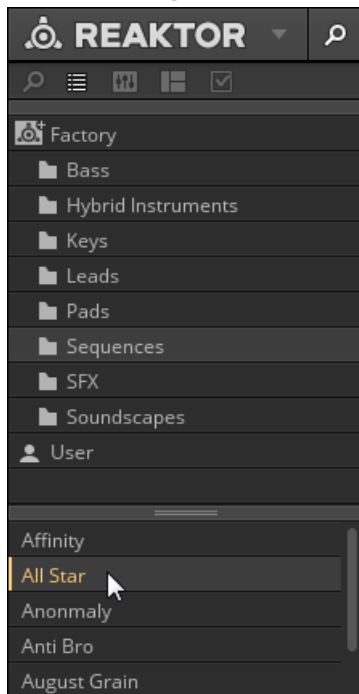 REAKTOR
Factory
Bass
Hybrid Instruments
Keys
Leads
Pads
Sequences
SFX
Soundscapes
User
Affinity
All Star
Anonmaly
Anti Bro
August Grain